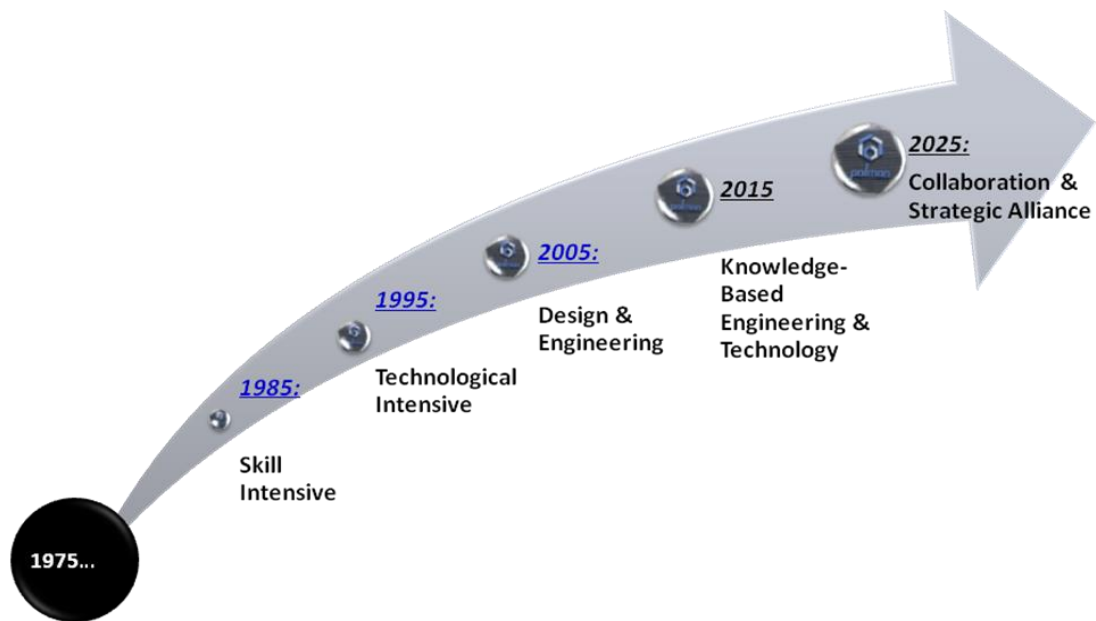 1975...
1985:
Skill
Intensive
1995:
Technological
Intensive
2005:
Design &
Engineering
2015
Knowledge-
Based
Engineering &
Technology
2025:
Collaboration &
Strategic Alliance
polman